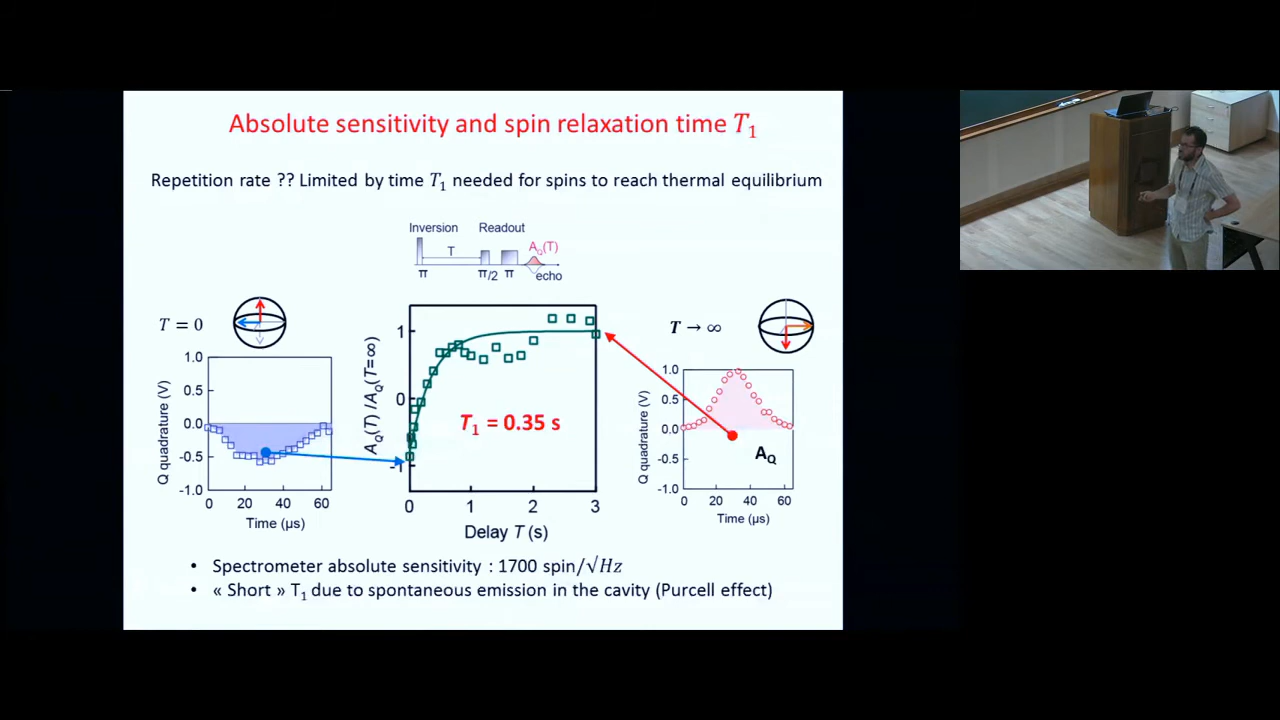 Absolute sensitivity and spin relaxation time T₁
Repetition rate ?? Limited by time T₁ needed for spins to reach thermal equilibrium
Inversion Readout
T
A_Q(T)
π π/2 π echo
T = 0
T → ∞
1.0
0.5
0.0
-0.5
-1.0
Q quadrature (V)
0 20 40 60
Time (µs)
A_Q(T) /A_Q(T=∞)
1
0
-1
T₁ = 0.35 s
0 1 2 3
Delay T (s)
1.0
0.5
0.0
-0.5
-1.0
Q quadrature (V)
A_Q
0 20 40 60
Time (µs)
• Spectrometer absolute sensitivity : 1700 spin/√Hz
• « Short » T₁ due to spontaneous emission in the cavity (Purcell effect)